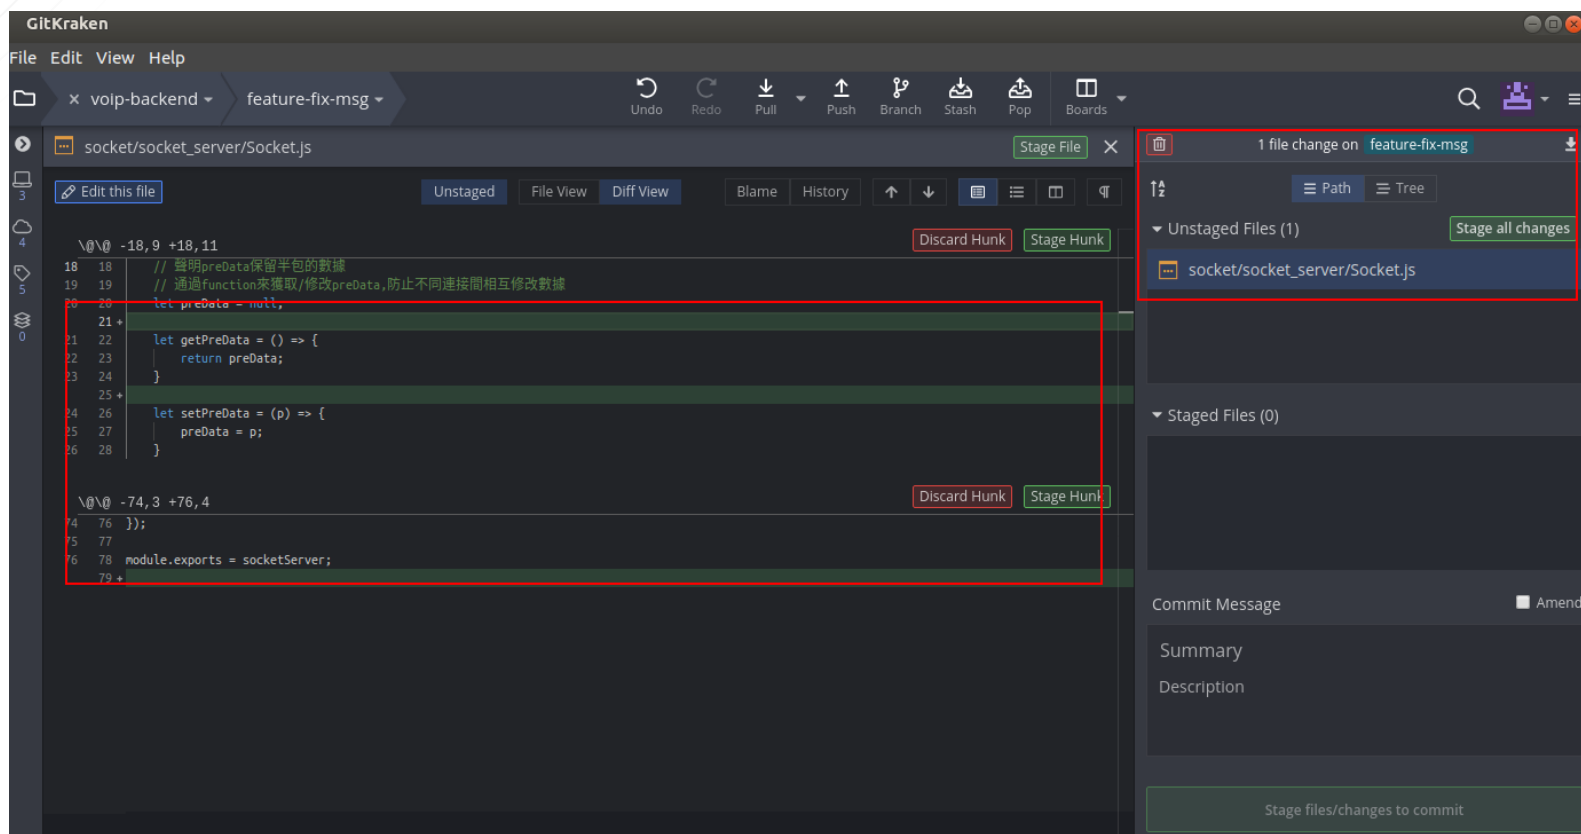 GitKraken
File Edit View Help
× voip-backend feature-fix-msg
Undo Redo Pull Push Branch Stash Pop Boards
3
4
5
0
socket/socket_server/Socket.js Stage File
Edit this file Unstaged File View Diff View Blame History
\@\@ -18,9 +18,11 Discard Hunk Stage Hunk
18 18 // 聲明preData保留半包的數據
19 19 // 通過function來獲取/修改preData,防止不同連接間相互修改數據
20 20 let preData = null;
21 +
21 22 let getPreData = () => {
22 23 return preData;
23 24 }
25 +
24 26 let setPreData = (p) => {
25 27 preData = p;
26 28 }
\@\@ -74,3 +76,4 Discard Hunk Stage Hunk
74 76 });
75 77
76 78 module.exports = socketServer;
79 +
1 file change on feature-fix-msg
Path Tree
Unstaged Files (1) Stage all changes
socket/socket_server/Socket.js
Staged Files (0)
Commit Message Amend
Summary
Description
Stage files/changes to commit